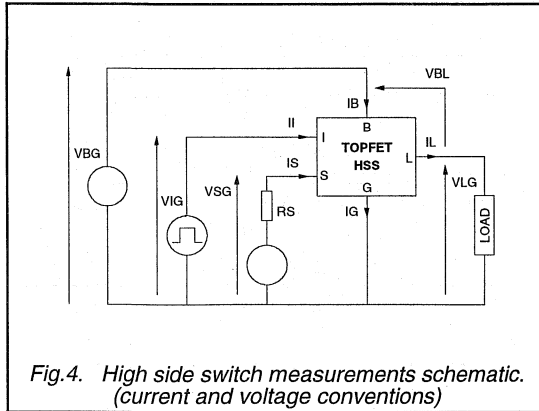 VBL
IB
II
B
I
TOPFET
HSS
L
IL
VBG
IS
S
VLG
VIG
VSG
G
RS
IG
LOAD
Fig.4. High side switch measurements schematic.
(current and voltage conventions)